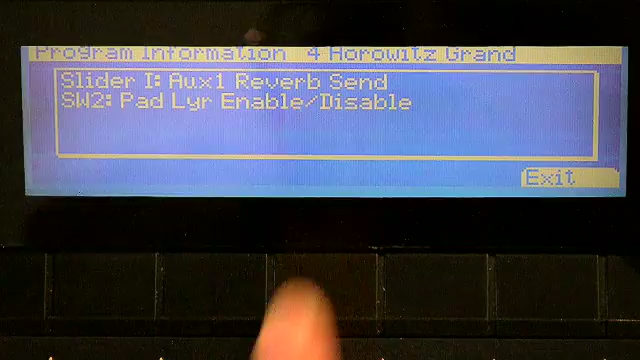 Program Information 4 Horowitz Grand
Slider I: Aux1 Reverb Send
SW2: Pad Lyr Enable/Disable
Exit